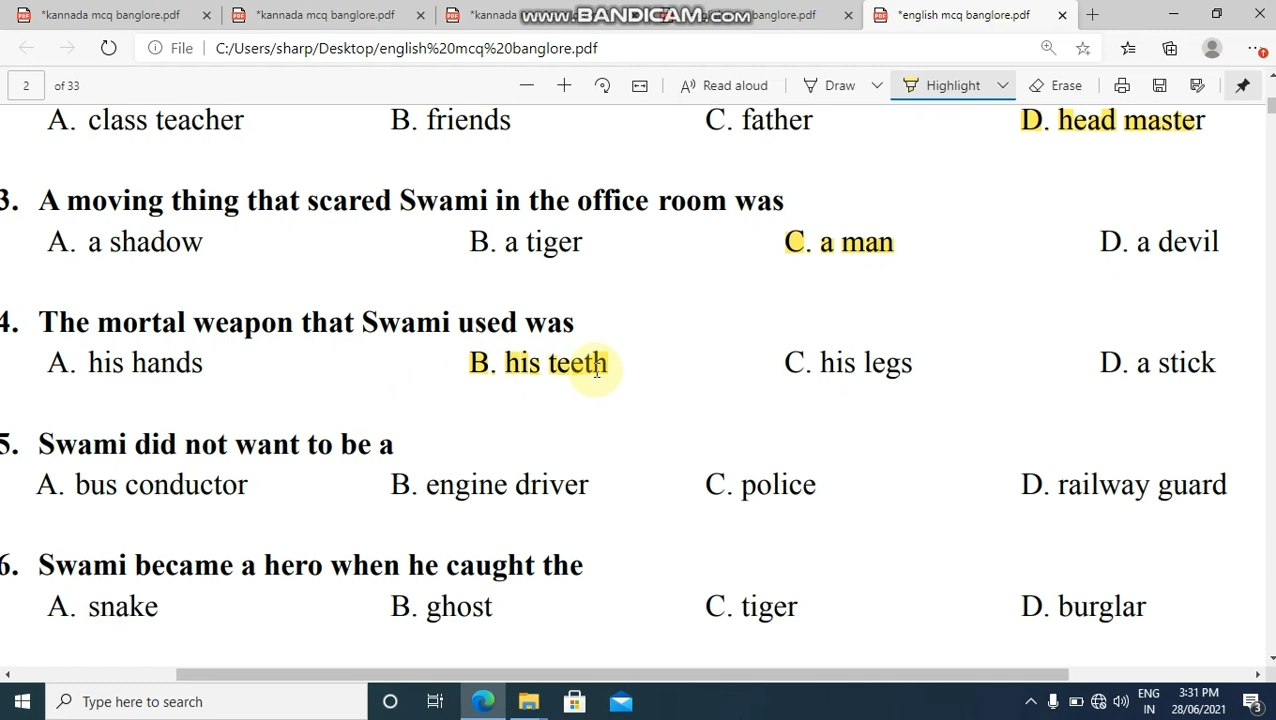 *kannada mcq banglore.pdf
*kannada mcq banglore.pdf
*kannada
banglore.pdf
*english mcq banglore.pdf
www.BANDICAM.com
File
C:/Users/sharp/Desktop/english%20mcq%20banglore.pdf
2 of 33
Read aloud
Draw
Highlight
Erase
A. class teacher B. friends C. father D. head master
3. A moving thing that scared Swami in the office room was
A. a shadow B. a tiger C. a man D. a devil
4. The mortal weapon that Swami used was
A. his hands B. his teeth C. his legs D. a stick
5. Swami did not want to be a
A. bus conductor B. engine driver C. police D. railway guard
6. Swami became a hero when he caught the
A. snake B. ghost C. tiger D. burglar
Type here to search
ENG
IN
3:31 PM
28/06/2021
3